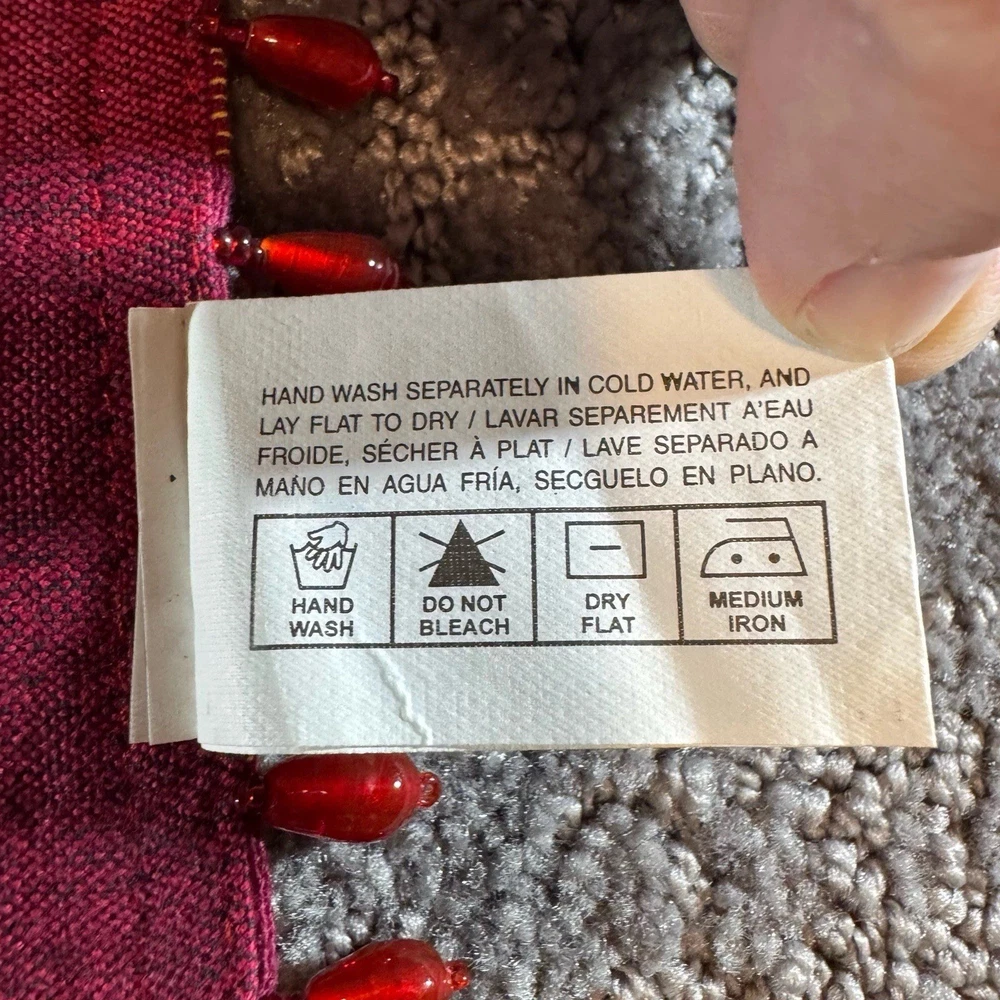 HAND WASH SEPARATELY IN COLD WATER, AND
LAY FLAT TO DRY / LAVAR SEPAREMENT A'EAU
FROIDE, SÉCHER À PLAT / LAVE SEPARADO A
MAÑO EN AGUA FRÍA, SECGUELO EN PLANO.
HAND WASH
DO NOT BLEACH
DRY FLAT
MEDIUM IRON